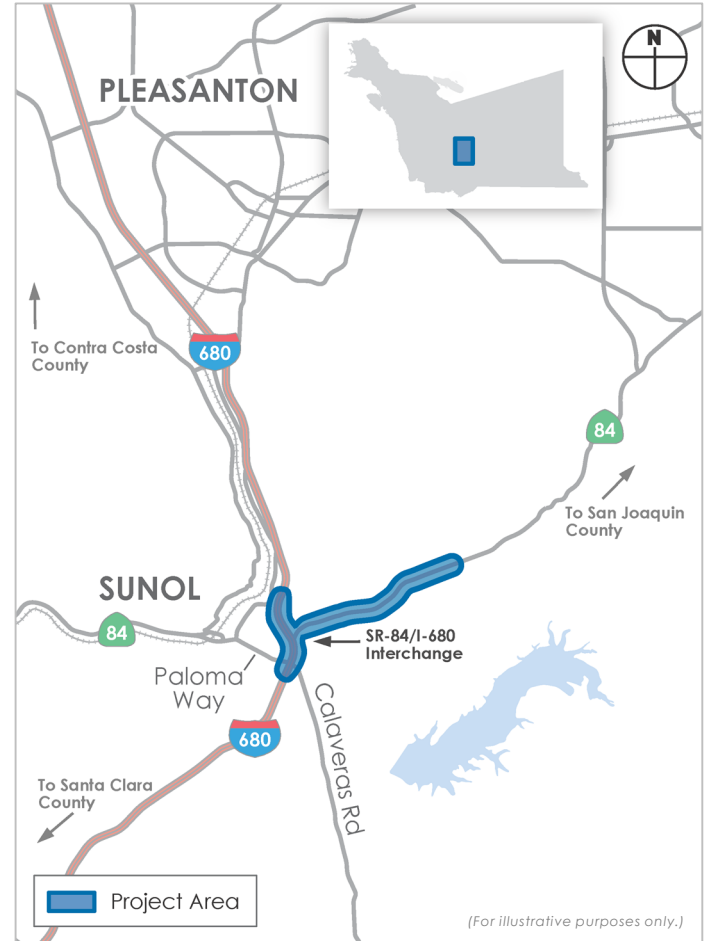 N
PLEASANTON
680
To Contra Costa
County
84
To San Joaquin
County
SUNOL
84
SR-84/I-680
Interchange
Paloma
Way
Calaveras Rd
680
To Santa Clara
County
Project Area
(For illustrative purposes only.)